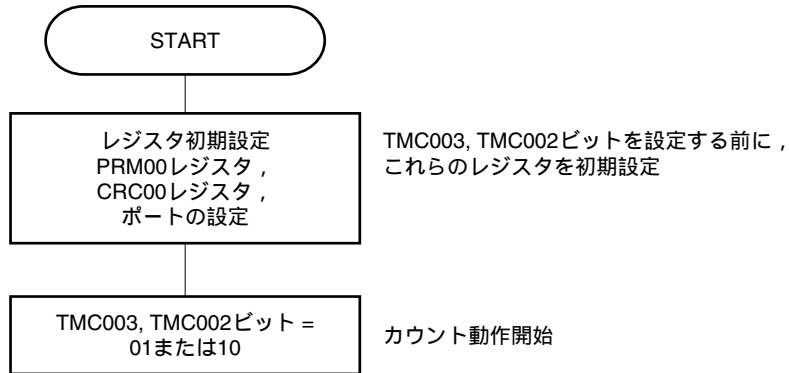 START
レジスタ初期設定
PRM00レジスタ，
CRC00レジスタ，
ポートの設定
TMC003, TMC002ビットを設定する前に，
これらのレジスタを初期設定
TMC003, TMC002ビット =
01または10
カウント動作開始